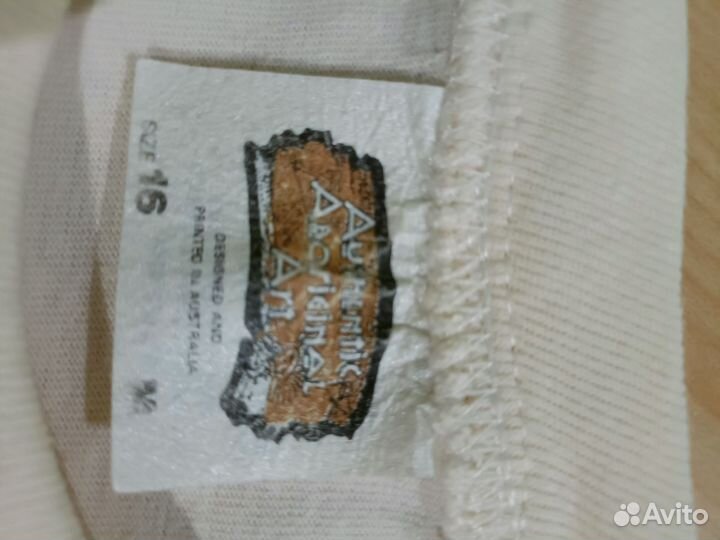 AUTHENTIC
ABORIGINAL
ART
DESIGNED AND
PRINTED IN AUSTRALIA
SIZE 16
Avito